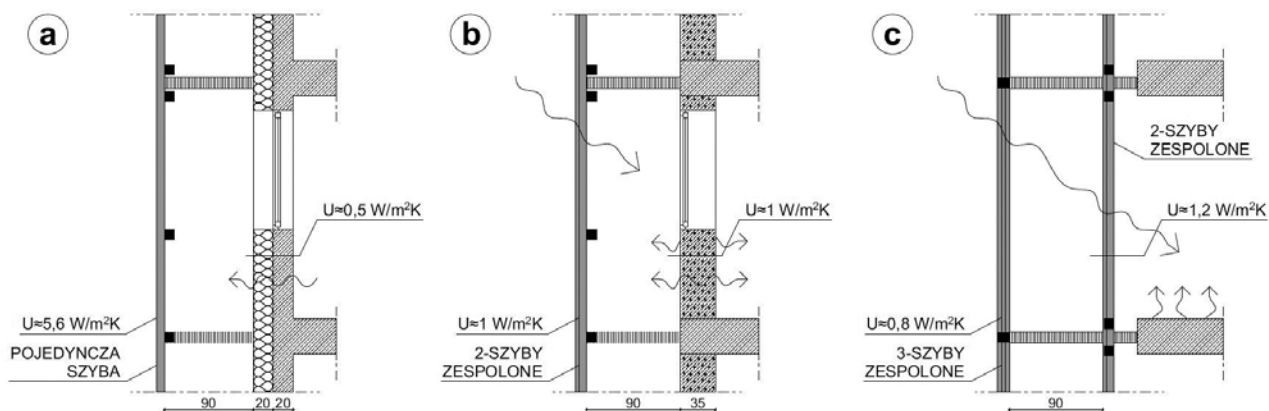 a
U≈0,5 W/m²K
U≈5,6 W/m²K
POJEDYNCZA
SZYBA
90
20
20
b
U≈1 W/m²K
U≈1 W/m²K
2-SZYBY
ZESPOLONE
90
35
c
2-SZYBY
ZESPOLONE
U≈1,2 W/m²K
U≈0,8 W/m²K
3-SZYBY
ZESPOLONE
90